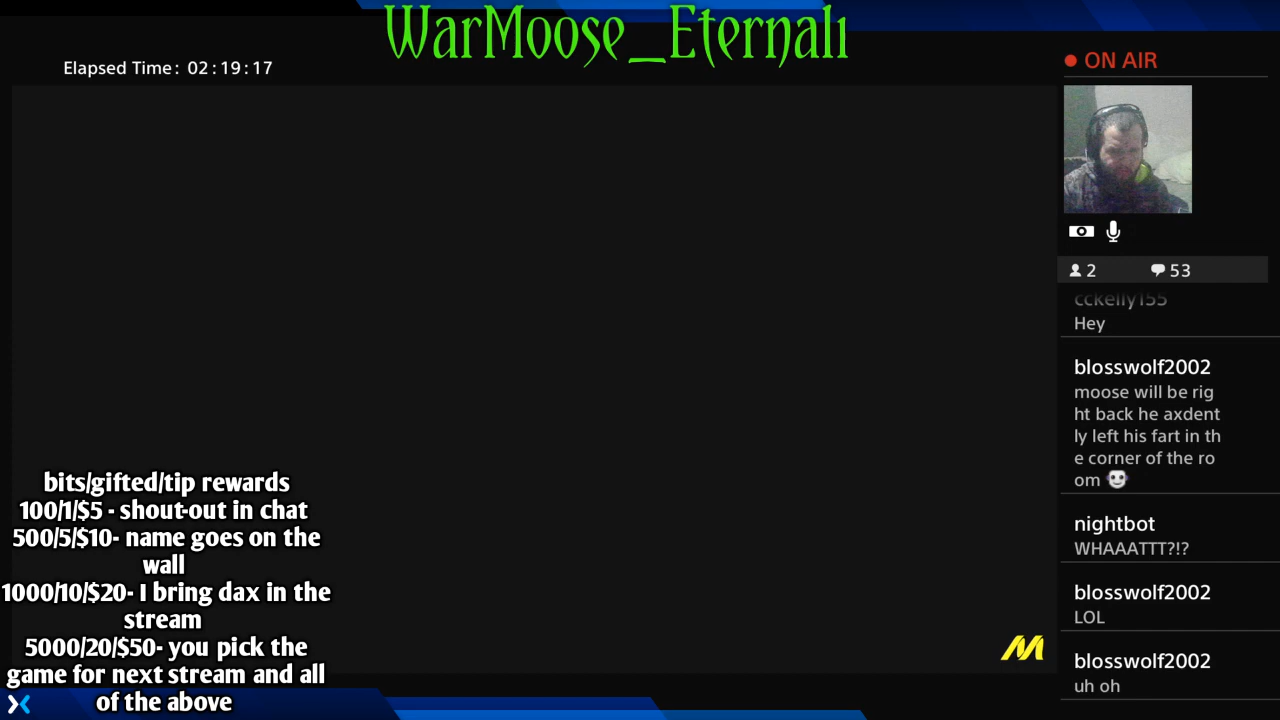 WarMoose_Eternal1
Elapsed Time: 02:19:17
ON AIR
2
53
cckelly155
Hey
blosswolf2002
moose will be rig
ht back he axdent
ly left his fart in th
e corner of the ro
om
nightbot
WHAAATTT?!?
blosswolf2002
LOL
blosswolf2002
uh oh
bits/gifted/tip rewards
100/1/$5 - shout-out in chat
500/5/$10- name goes on the
wall
1000/10/$20- I bring dax in the
stream
5000/20/$50- you pick the
game for next stream and all
of the above